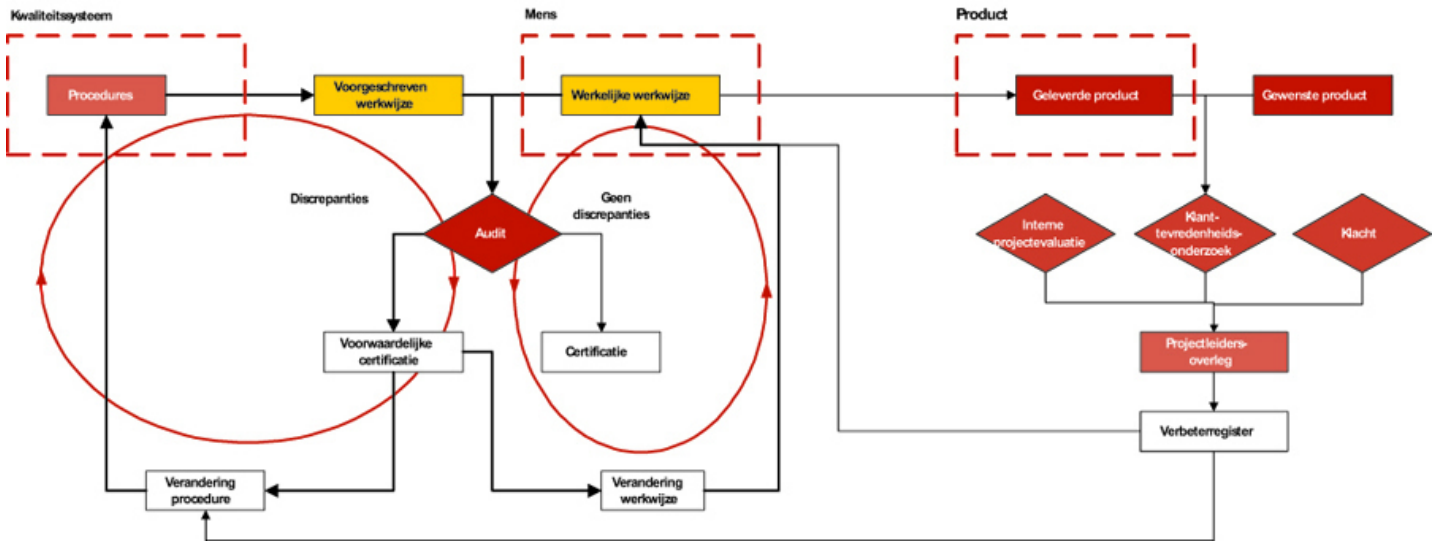 Kwaliteitssysteem
Mens
Product
Procedures
Voorgeschreven
werkwijze
Werkelijke werkwijze
Geleverde product
Gewenste product
Discrepanties
Geen
discrepanties
Audit
Interne
projectevaluatie
Klant-
tevredenheids-
onderzoek
Klacht
Voorwaardelijke
certificatie
Certificatie
Projectleiders-
overleg
Verbeterregister
Verandering
procedure
Verandering
werkwijze